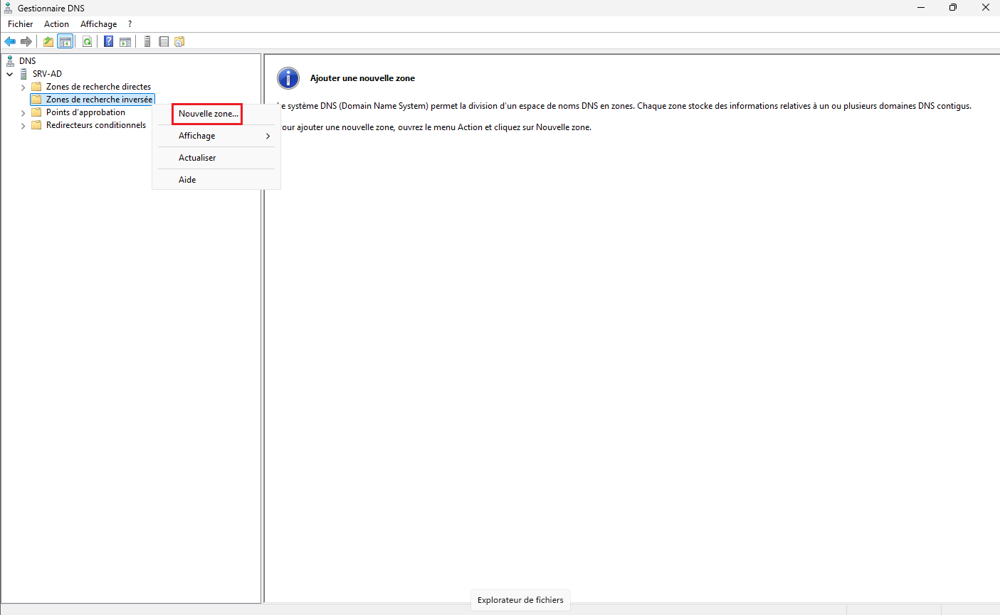 Gestionnaire DNS
Fichier Action Affichage ?
DNS
SRV-AD
Zones de recherche directes
Zones de recherche inversée
Points d'approbation
Redirecteurs conditionnels
Nouvelle zone...
Affichage
Actualiser
Aide
Ajouter une nouvelle zone
système DNS (Domain Name System) permet la division d'un espace de noms DNS en zones. Chaque zone stocke des informations relatives à un ou plusieurs domaines DNS contigus.
our ajouter une nouvelle zone, ouvrez le menu Action et cliquez sur Nouvelle zone.
Explorateur de fichiers